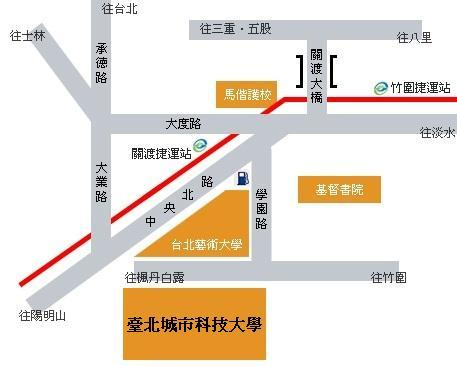 往台北
往士林
往三重．五股
往八里
承德路
關渡大橋
竹圍捷運站
馬偕護校
大度路
往淡水
關渡捷運站
大業路
中央北路
學園路
基督書院
台北藝術大學
往楓丹白露
往竹圍
往陽明山
臺北城市科技大學